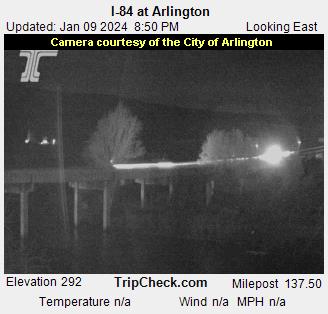 I-84 at Arlington
Updated: Jan 09 2024 8:50 PM Looking East
Camera courtesy of the City of Arlington
Elevation 292 TripCheck.com Milepost 137.50
Temperature n/a Wind n/a MPH n/a